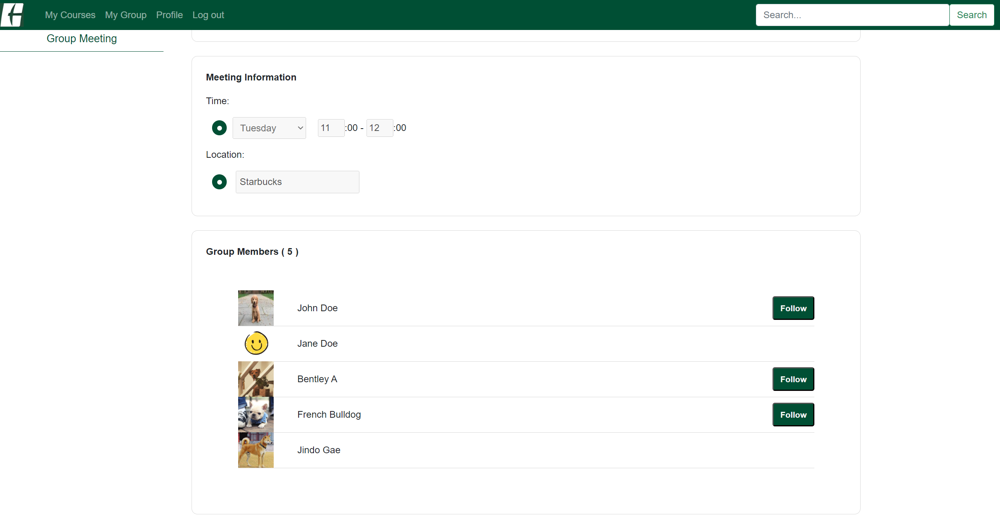 My Courses My Group Profile Log out Search... Search
Group Meeting
Meeting Information
Time:
Tuesday 11 :00 - 12 :00
Location:
Starbucks
Group Members ( 5 )
John Doe Follow
Jane Doe
Bentley A Follow
French Bulldog Follow
Jindo Gae